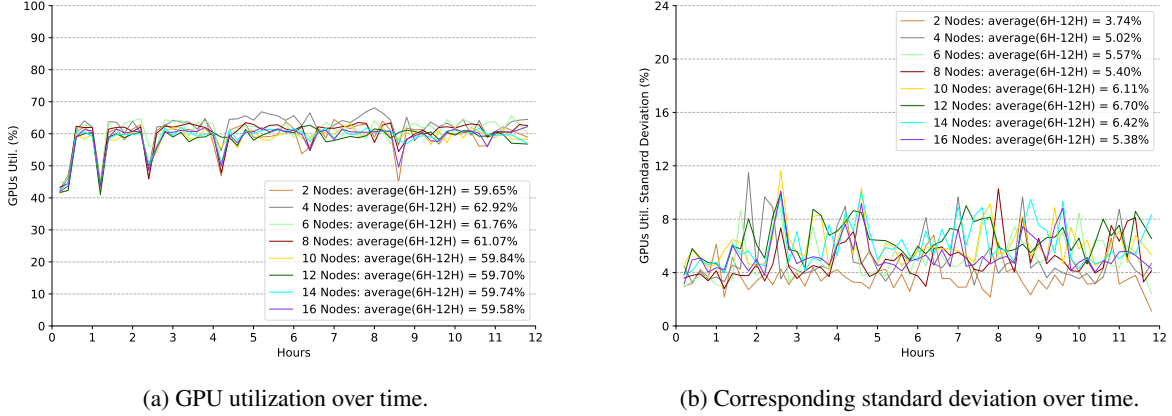 100
90
80
70
60
50
40
30
20
10
0
GPUs Util. (%)
0 1 2 3 4 5 6 7 8 9 10 11 12
Hours
2 Nodes: average(6H-12H) = 59.65%
4 Nodes: average(6H-12H) = 62.92%
6 Nodes: average(6H-12H) = 61.76%
8 Nodes: average(6H-12H) = 61.07%
10 Nodes: average(6H-12H) = 59.84%
12 Nodes: average(6H-12H) = 59.70%
14 Nodes: average(6H-12H) = 59.74%
16 Nodes: average(6H-12H) = 59.58%
(a) GPU utilization over time.
24
20
16
12
8
4
0
GPUs Util. Standard Deviation (%)
0 1 2 3 4 5 6 7 8 9 10 11 12
Hours
2 Nodes: average(6H-12H) = 3.74%
4 Nodes: average(6H-12H) = 5.02%
6 Nodes: average(6H-12H) = 5.57%
8 Nodes: average(6H-12H) = 5.40%
10 Nodes: average(6H-12H) = 6.11%
12 Nodes: average(6H-12H) = 6.70%
14 Nodes: average(6H-12H) = 6.42%
16 Nodes: average(6H-12H) = 5.38%
(b) Corresponding standard deviation over time.